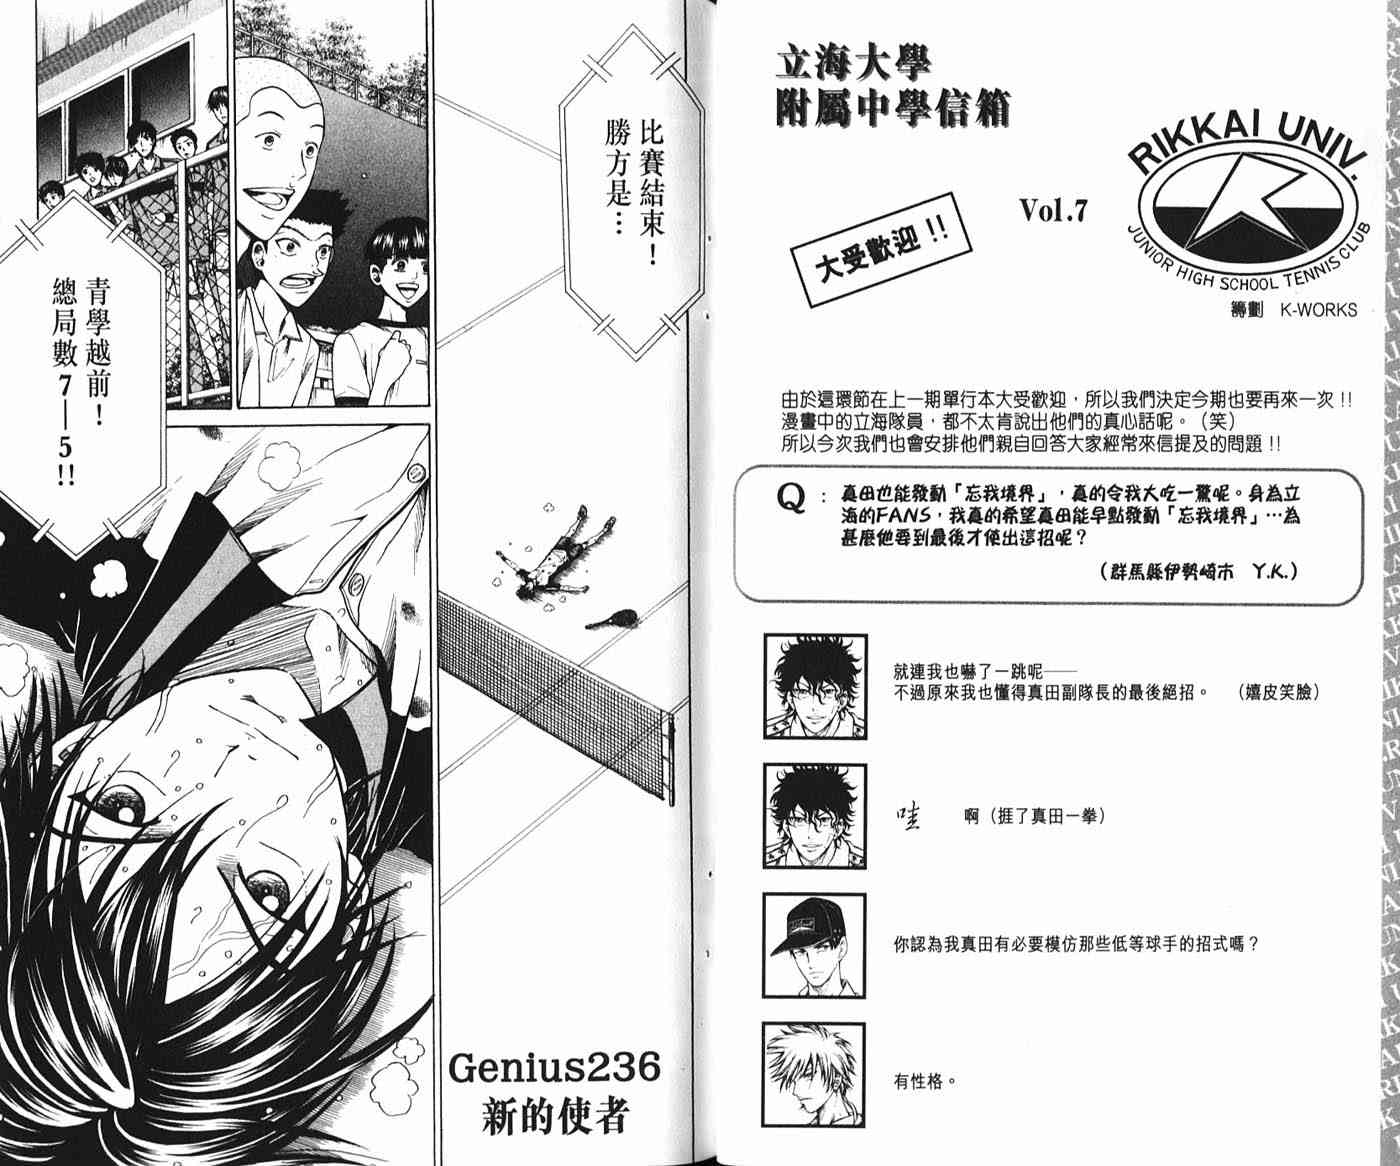 立海大學
附屬中學信箱
Vol.7
大受歡迎!!
RIKKAI UNIV.
JUNIOR HIGH SCHOOL TENNIS CLUB
籌劃 K-WORKS
由於這環節在上一期單行本大受歡迎，所以我們決定今期也要再來一次!!
漫畫中的立海隊員，都不太肯說出他們的真心話呢。(笑)
所以今次我們也會安排他們親自回答大家經常來信提及的問題!!
Q：真田也能發動「忘我境界」，真的令我大吃一驚呢。身為立
海的FANS，我真的希望真田能早點發動「忘我境界」…為
甚麼他要到最後才使出這招呢？
(群馬縣伊勢崎市 Y.K.)
就連我也嚇了一跳呢——
不過原來我也懂得真田副隊長的最後絕招。 (嬉皮笑臉)
哇 啊(捱了真田一拳)
你認為我真田有必要模仿那些低等球手的招式嗎？
有性格。
比賽結束！
勝方是…
青學越前！
總局數7—5!!
Genius236
新的使者